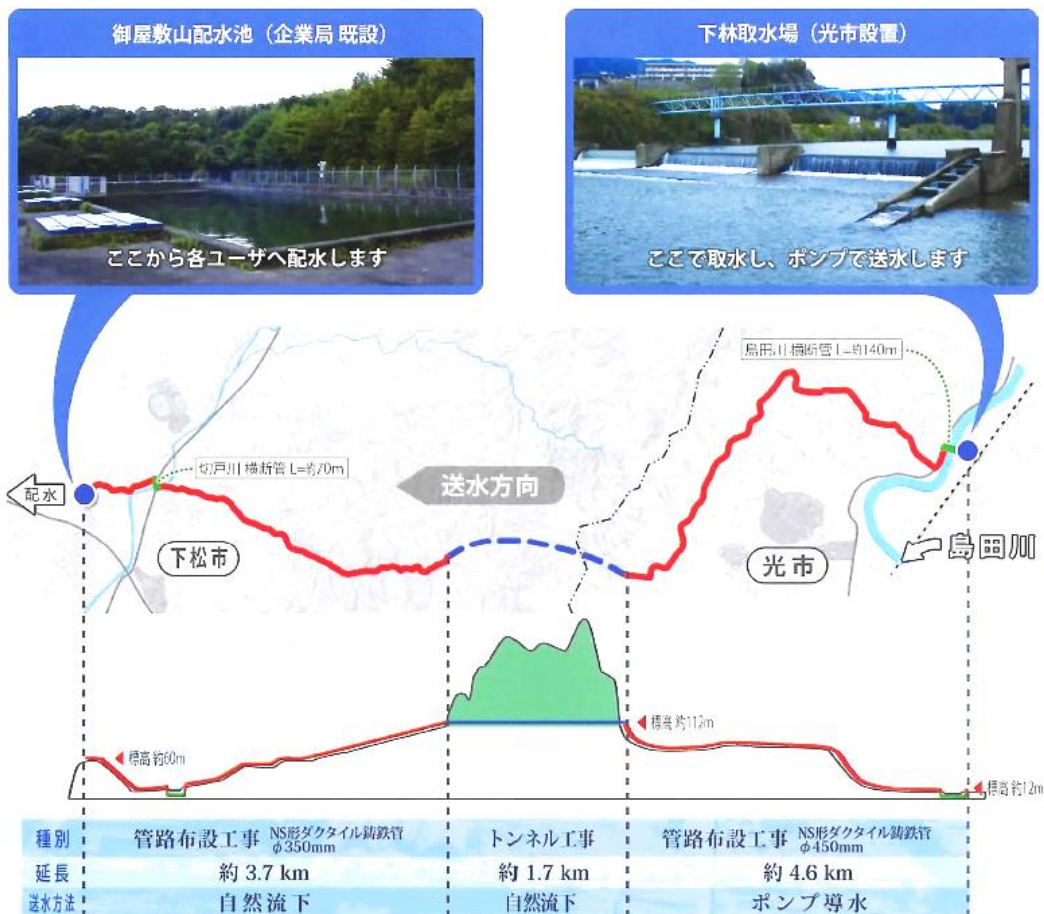 御屋敷山配水池（企業局 既設）
ここから各ユーザへ配水します
下林取水場（光市設置）
ここで取水し、ポンプで送水します
島田川 横断管 L=約140m
切戸川 横断管 L=約70m
送水方向
配水
下松市
光市
島田川
標高 約112m
標高 約60m
標高 約12m
種別 管路布設工事 NS形ダクタイル鋳鉄管 φ350mm トンネル工事 管路布設工事 NS形ダクタイル鋳鉄管 φ450mm
延長 約 3.7 km 約 1.7 km 約 4.6 km
送水方法 自然流下 自然流下 ポンプ導水